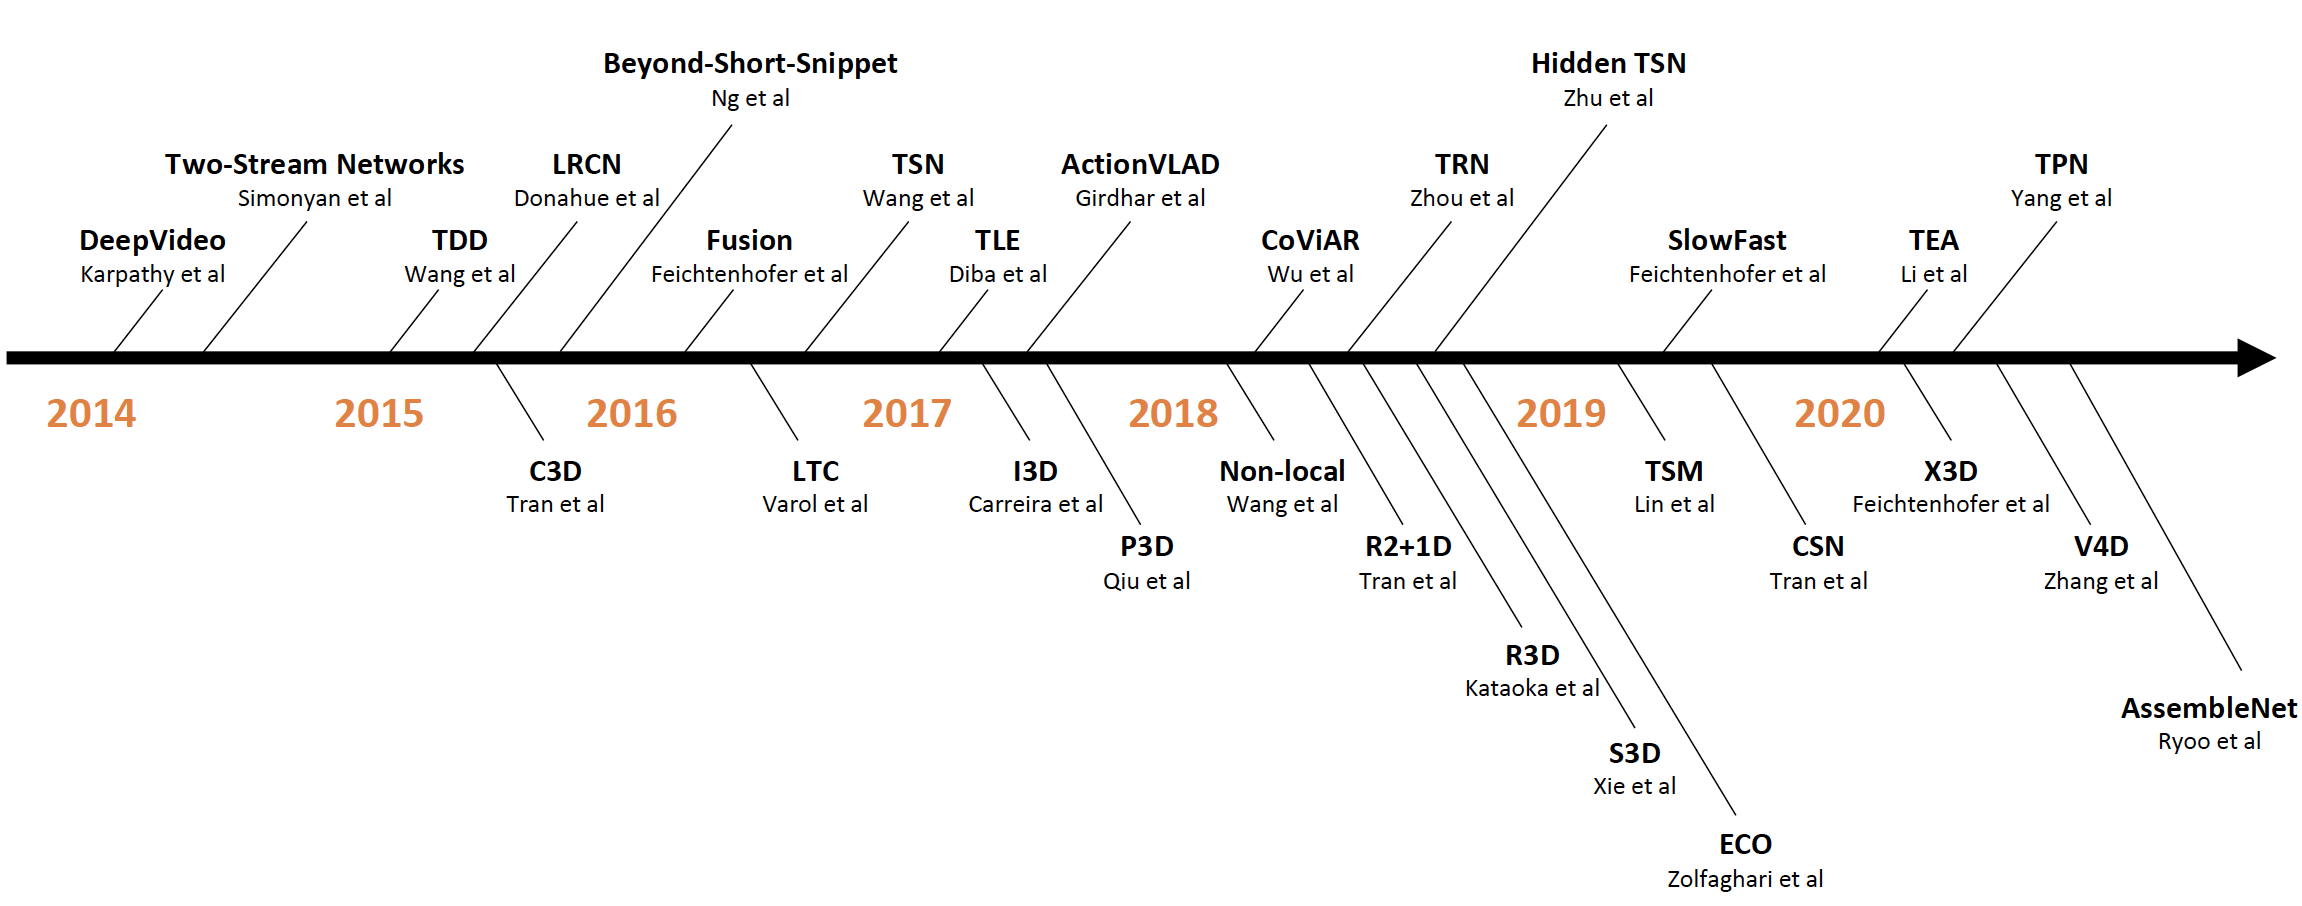 Beyond-Short-Snippet
Ng et al
Hidden TSN
Zhu et al
Two-Stream Networks
Simonyan et al
LRCN
Donahue et al
TSN
Wang et al
ActionVLAD
Girdhar et al
TRN
Zhou et al
TPN
Yang et al
DeepVideo
Karpathy et al
TDD
Wang et al
Fusion
Feichtenhofer et al
TLE
Diba et al
CoViAR
Wu et al
SlowFast
Feichtenhofer et al
TEA
Li et al
2014
2015
2016
2017
2018
2019
2020
C3D
Tran et al
LTC
Varol et al
I3D
Carreira et al
Non-local
Wang et al
TSM
Lin et al
X3D
Feichtenhofer et al
P3D
Qiu et al
R2+1D
Tran et al
CSN
Tran et al
V4D
Zhang et al
R3D
Kataoka et al
AssembleNet
Ryoo et al
S3D
Xie et al
ECO
Zolfaghari et al